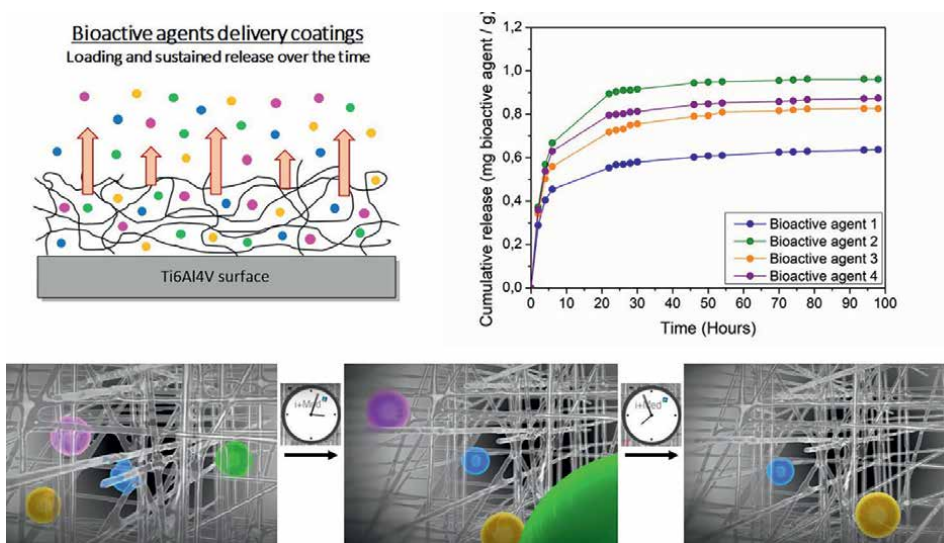 Bioactive agents delivery coatings
Loading and sustained release over the time
Ti6Al4V surface
Cumulative release (mg bioactive agent / g)
1,2
1,0
0,8
0,6
0,4
0,2
0,0
Bioactive agent 1
Bioactive agent 2
Bioactive agent 3
Bioactive agent 4
0 10 20 30 40 50 60 70 80 90 100
Time (Hours)
i+Med
i+Med